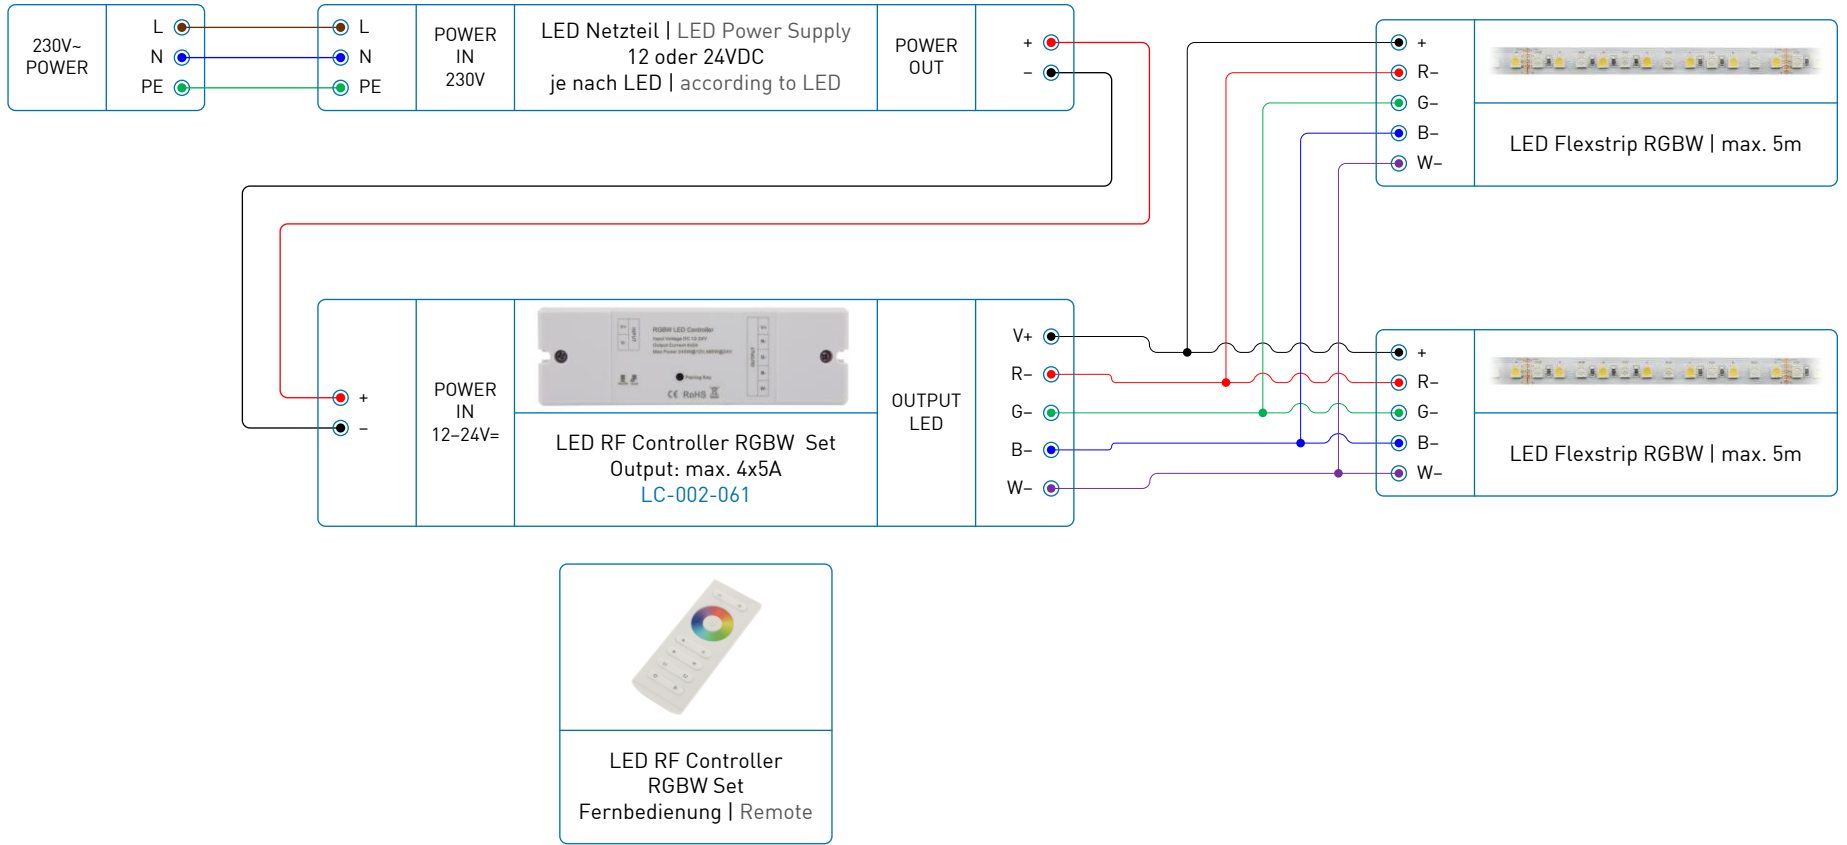 230V~
POWER
L
N
PE
L
N
PE
POWER
IN
230V
LED Netzteil | LED Power Supply
12 oder 24VDC
je nach LED | according to LED
POWER
OUT
+
–
+
R–
G–
B–
W–
LED Flexstrip RGBW | max. 5m
+
–
POWER
IN
12–24V=
RGBW LED Controller
Pairing Key
CE RoHS
LED RF Controller RGBW Set
Output: max. 4x5A
LC-002-061
OUTPUT
LED
V+
R–
G–
B–
W–
+
R–
G–
B–
W–
LED Flexstrip RGBW | max. 5m
LED RF Controller
RGBW Set
Fernbedienung | Remote